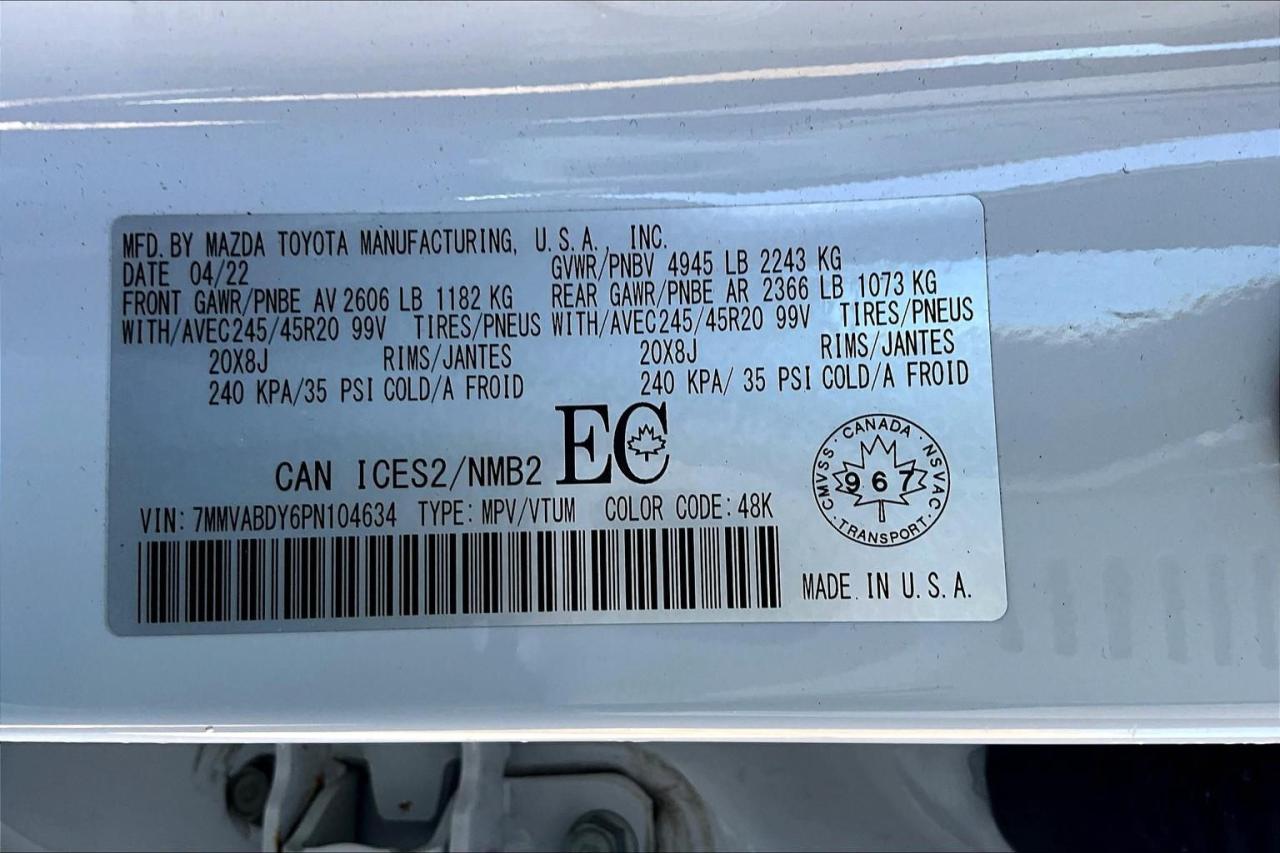 MFD. BY MAZDA TOYOTA MANUFACTURING, U.S.A., INC.
DATE 04/22 GVWR/PNBV 4945 LB 2243 KG
FRONT GAWR/PNBE AV 2606 LB 1182 KG REAR GAWR/PNBE AR 2366 LB 1073 KG
WITH/AVEC 245/45R20 99V TIRES/PNEUS WITH/AVEC 245/45R20 99V TIRES/PNEUS
20X8J RIMS/JANTES 20X8J RIMS/JANTES
240 KPA/35 PSI COLD/A FROID 240 KPA/ 35 PSI COLD/A FROID
CAN ICES2/NMB2 EC
CANADA
CMVSS 967 NSVAC
TRANSPORT
VIN: 7MMVABDY6PN104634 TYPE: MPV/VTUM COLOR CODE: 48K
MADE IN U.S.A.